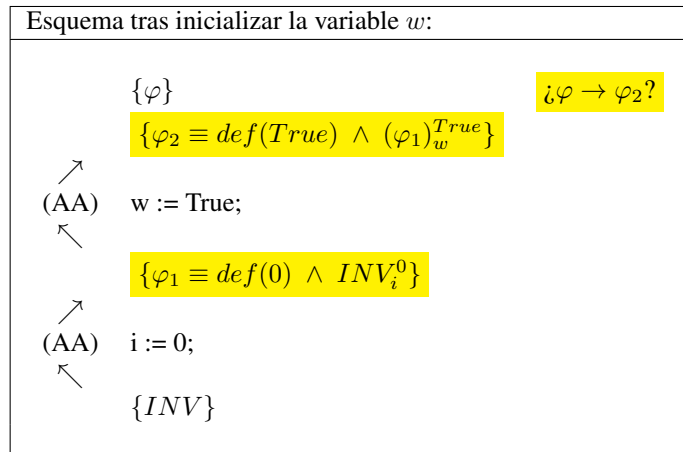 Esquema tras inicializar la variable w:
{φ} ¿φ → φ₂?
{φ₂ ≡ def(True) ∧ (φ₁)_w^True}
(AA) w := True;
{φ₁ ≡ def(0) ∧ INV_i^0}
(AA) i := 0;
{INV}